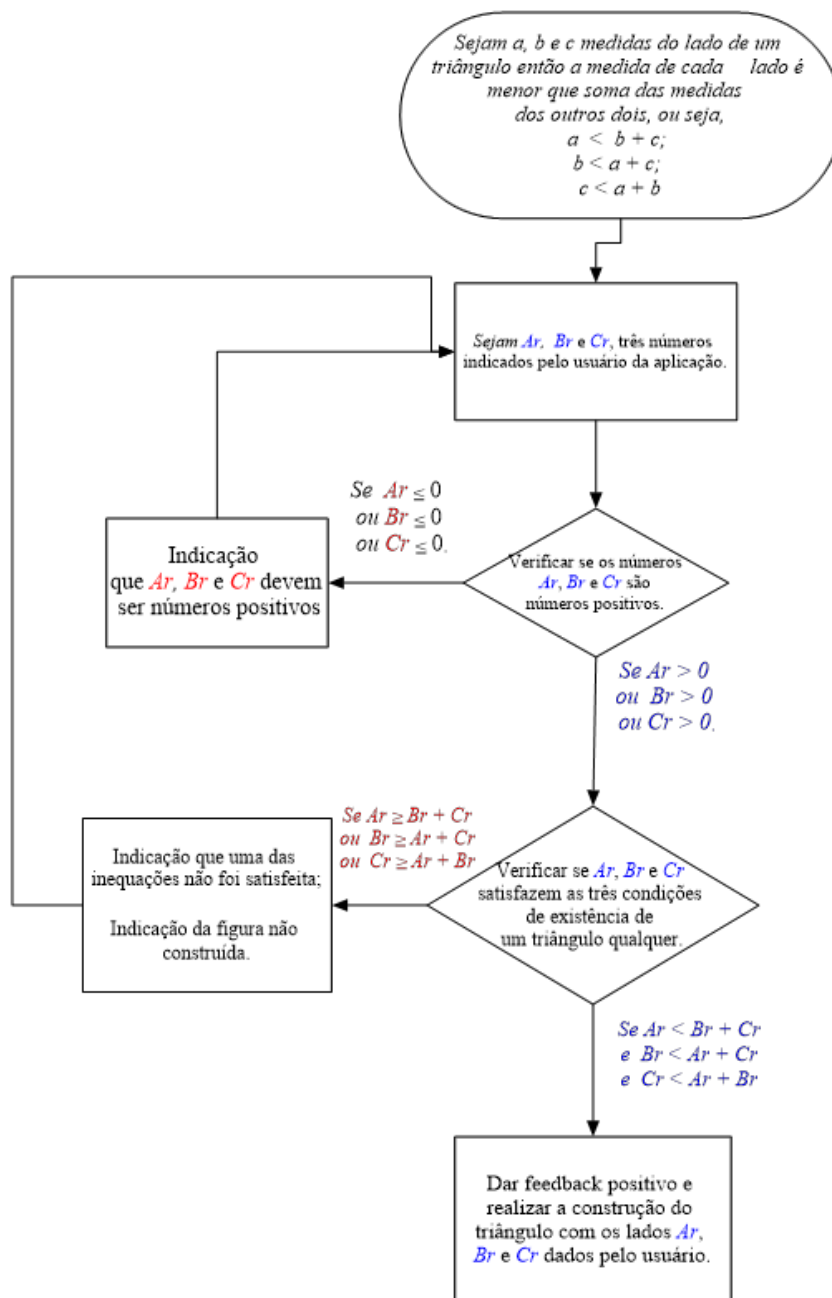 Sejam a, b e c medidas do lado de um
triângulo então a medida de cada lado é
menor que soma das medidas
dos outros dois, ou seja,
a < b + c;
b < a + c;
c < a + b
Sejam Ar, Br e Cr, três números
indicados pelo usuário da aplicação.
Se Ar ≤ 0
ou Br ≤ 0
ou Cr ≤ 0.
Indicação
que Ar, Br e Cr devem
ser números positivos
Verificar se os números
Ar, Br e Cr são
números positivos.
Se Ar > 0
ou Br > 0
ou Cr > 0.
Se Ar ≥ Br + Cr
ou Br ≥ Ar + Cr
ou Cr ≥ Ar + Br
Indicação que uma das
inequações não foi satisfeita;
Indicação da figura não
construída.
Verificar se Ar, Br e Cr
satisfazem as três condições
de existência de
um triângulo qualquer.
Se Ar < Br + Cr
e Br < Ar + Cr
e Cr < Ar + Br
Dar feedback positivo e
realizar a construção do
triângulo com os lados Ar,
Br e Cr dados pelo usuário.